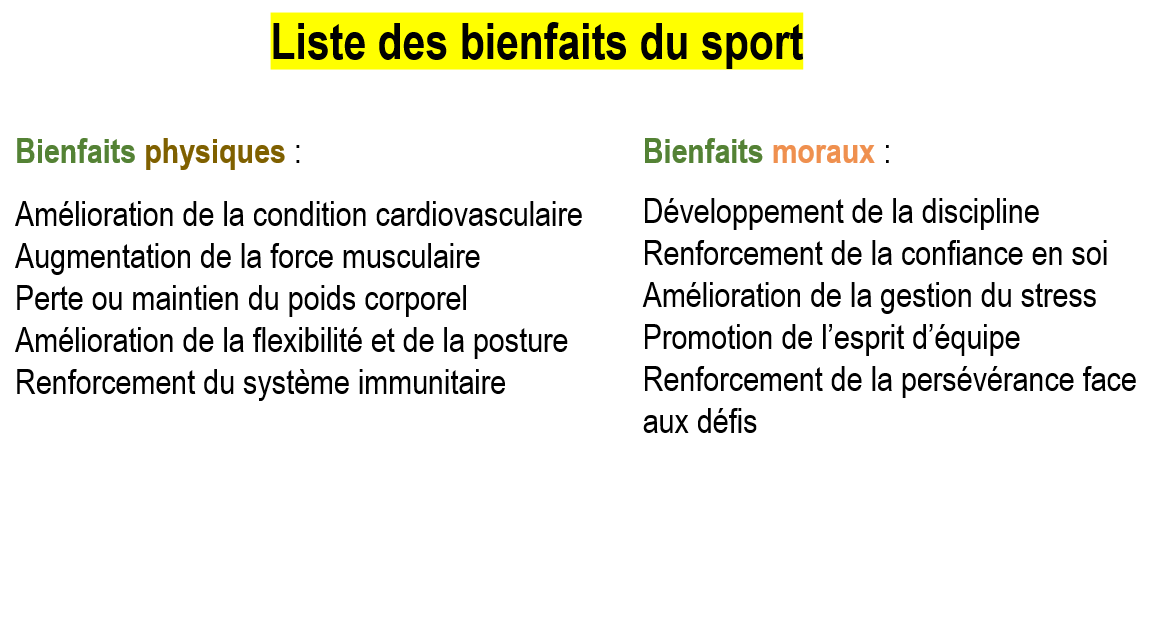 Liste des bienfaits du sport
Bienfaits physiques :
Amélioration de la condition cardiovasculaire
Augmentation de la force musculaire
Perte ou maintien du poids corporel
Amélioration de la flexibilité et de la posture
Renforcement du système immunitaire
Bienfaits moraux :
Développement de la discipline
Renforcement de la confiance en soi
Amélioration de la gestion du stress
Promotion de l’esprit d’équipe
Renforcement de la persévérance face
aux défis